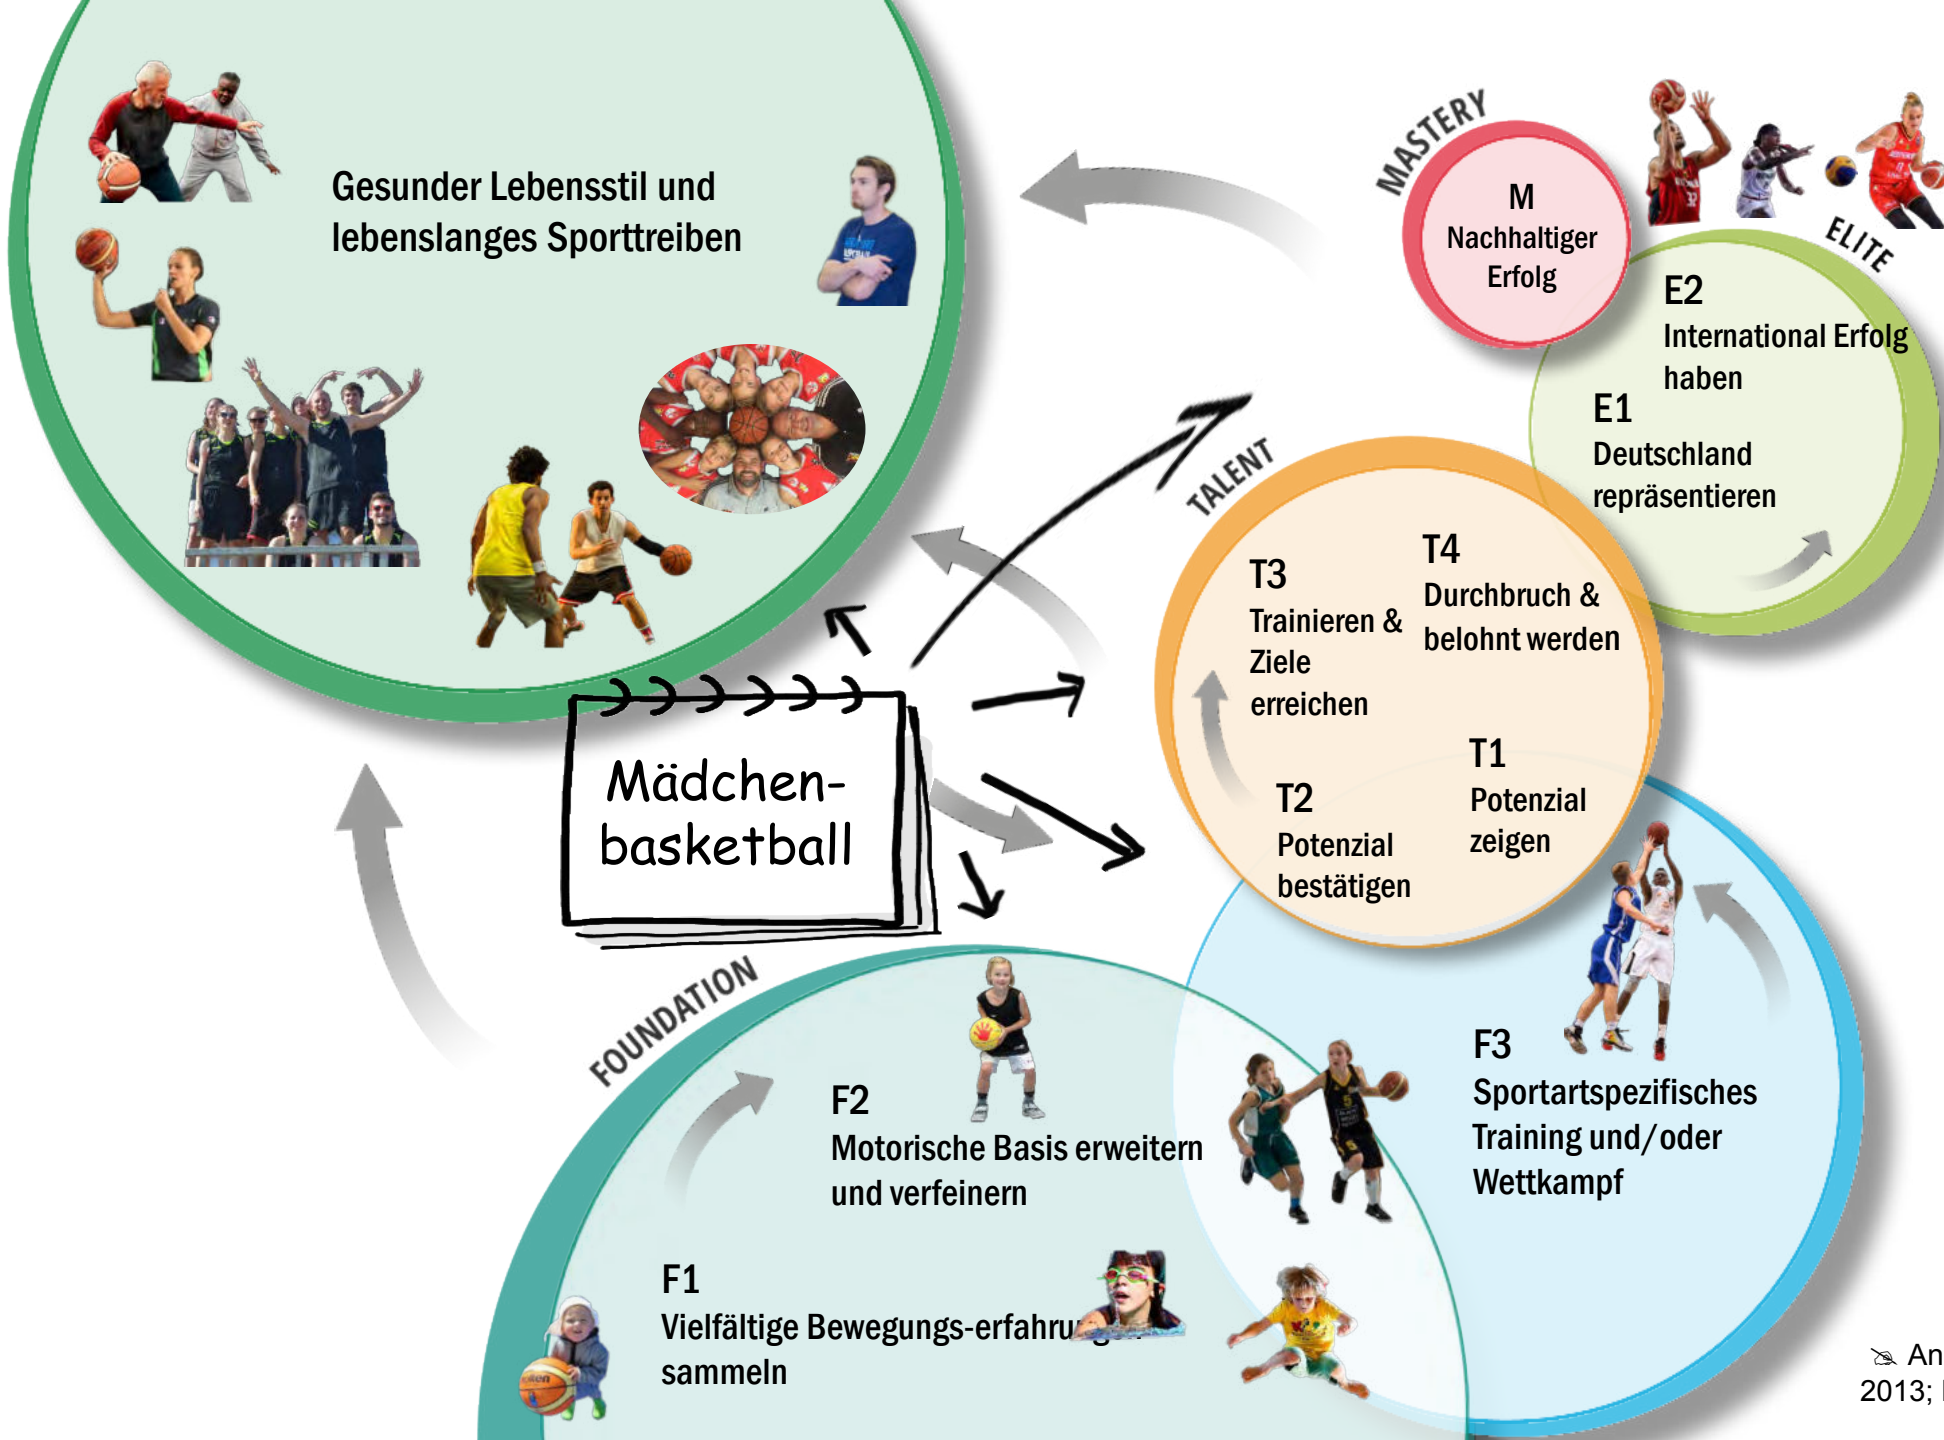 Gesunder Lebensstil und
lebenslanges Sporttreiben
MASTERY
M
Nachhaltiger
Erfolg
ELITE
E2
International Erfolg
haben
E1
Deutschland
repräsentieren
TALENT
T4
Durchbruch &
belohnt werden
T3
Trainieren &
Ziele
erreichen
T1
Potenzial
zeigen
T2
Potenzial
bestätigen
Mädchen-
basketball
FOUNDATION
F3
Sportartspezifisches
Training und/oder
Wettkampf
F2
Motorische Basis erweitern
und verfeinern
F1
Vielfältige Bewegungs-erfahrungen
sammeln
An
2013;